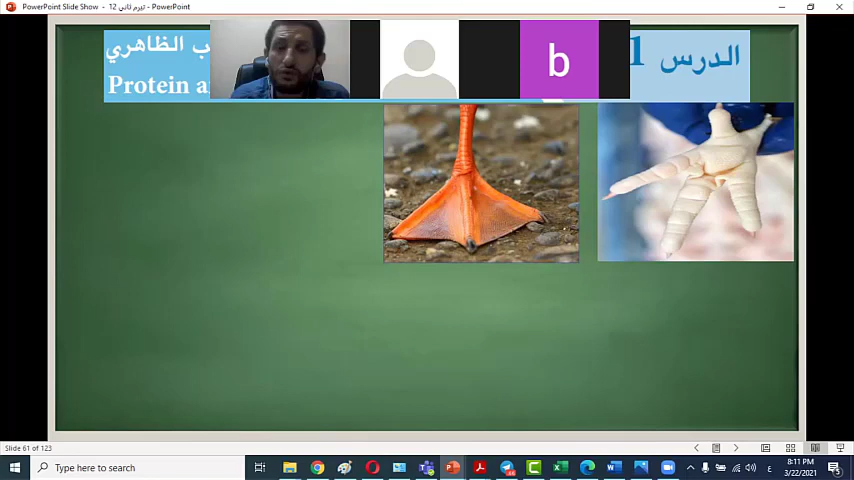 PowerPoint Slide Show - 12 تيرم ثاني - PowerPoint
الدرس 1
ب الظاهري
Protein a
b
Slide 61 of 123
Type here to search
ع
8:11 PM
3/22/2021